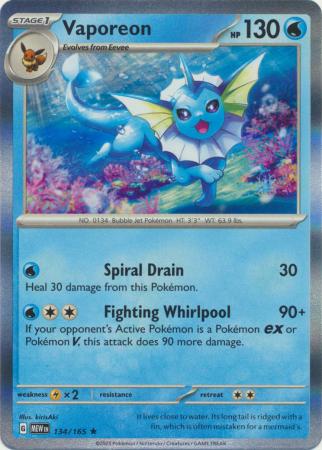 STAGE 1
Vaporeon
HP 130
Evolves from Eevee
NO. 0134 Bubble Jet Pokémon HT: 3'3" WT: 63.9 lbs.
Spiral Drain 30
Heal 30 damage from this Pokémon.
Fighting Whirlpool 90+
If your opponent's Active Pokémon is a Pokémon ex or
Pokémon V, this attack does 90 more damage.
weakness ×2 resistance retreat
Illus. kirisAki
G MEW EN 134/165 ★
It lives close to water. Its long tail is ridged with a
fin, which is often mistaken for a mermaid's.
©2023 Pokémon / Nintendo / Creatures / GAME FREAK